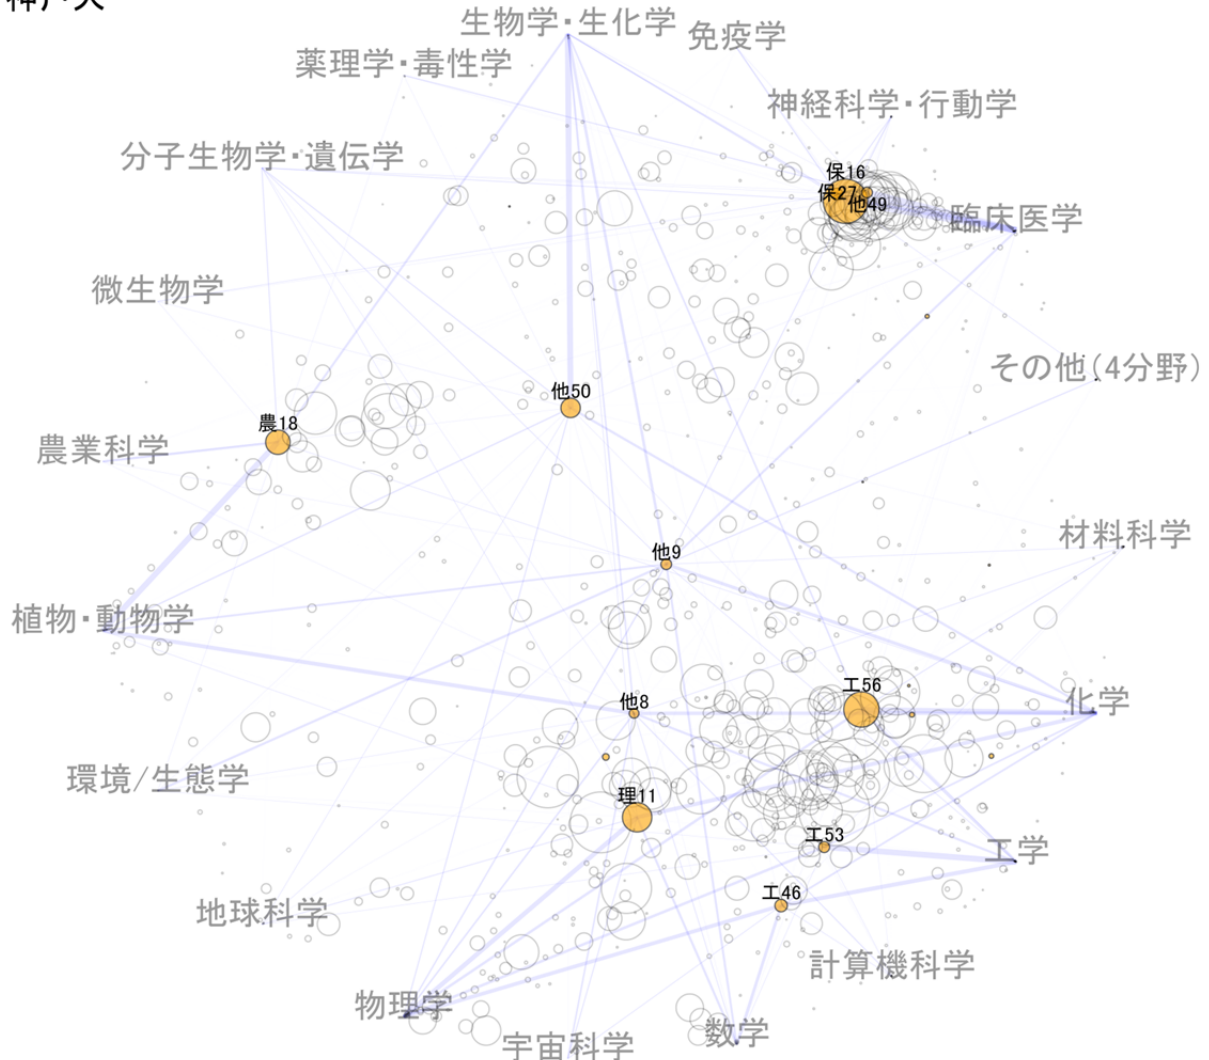 神戸大
生物学・生化学
免疫学
薬理学・毒性学
神経科学・行動学
分子生物学・遺伝学
保16
保27
他49
臨床医学
微生物学
その他(4分野)
他50
農18
農業科学
材料科学
他9
植物・動物学
工56
他8
化学
環境/生態学
理11
工53
工学
工46
地球科学
計算機科学
物理学
数学
宇宙科学